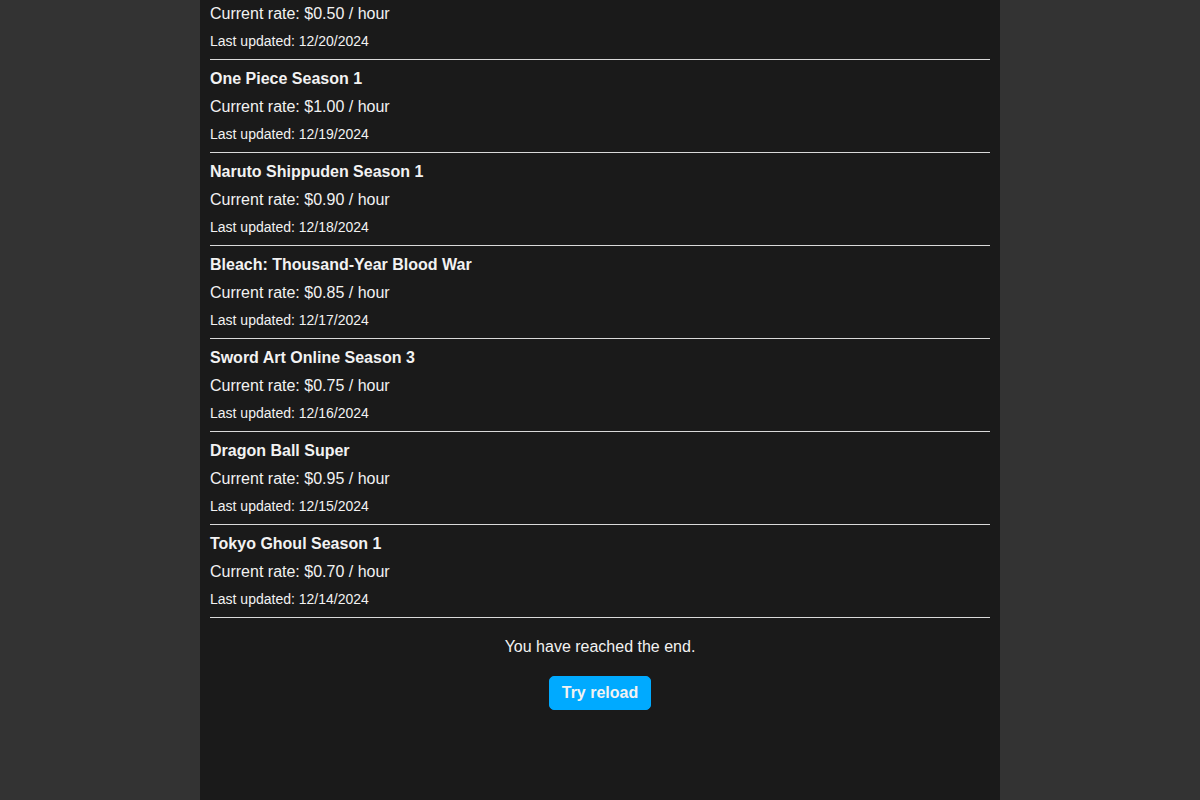 Current rate: $0.50 / hour
Last updated: 12/20/2024
One Piece Season 1
Current rate: $1.00 / hour
Last updated: 12/19/2024
Naruto Shippuden Season 1
Current rate: $0.90 / hour
Last updated: 12/18/2024
Bleach: Thousand-Year Blood War
Current rate: $0.85 / hour
Last updated: 12/17/2024
Sword Art Online Season 3
Current rate: $0.75 / hour
Last updated: 12/16/2024
Dragon Ball Super
Current rate: $0.95 / hour
Last updated: 12/15/2024
Tokyo Ghoul Season 1
Current rate: $0.70 / hour
Last updated: 12/14/2024
You have reached the end.
Try reload